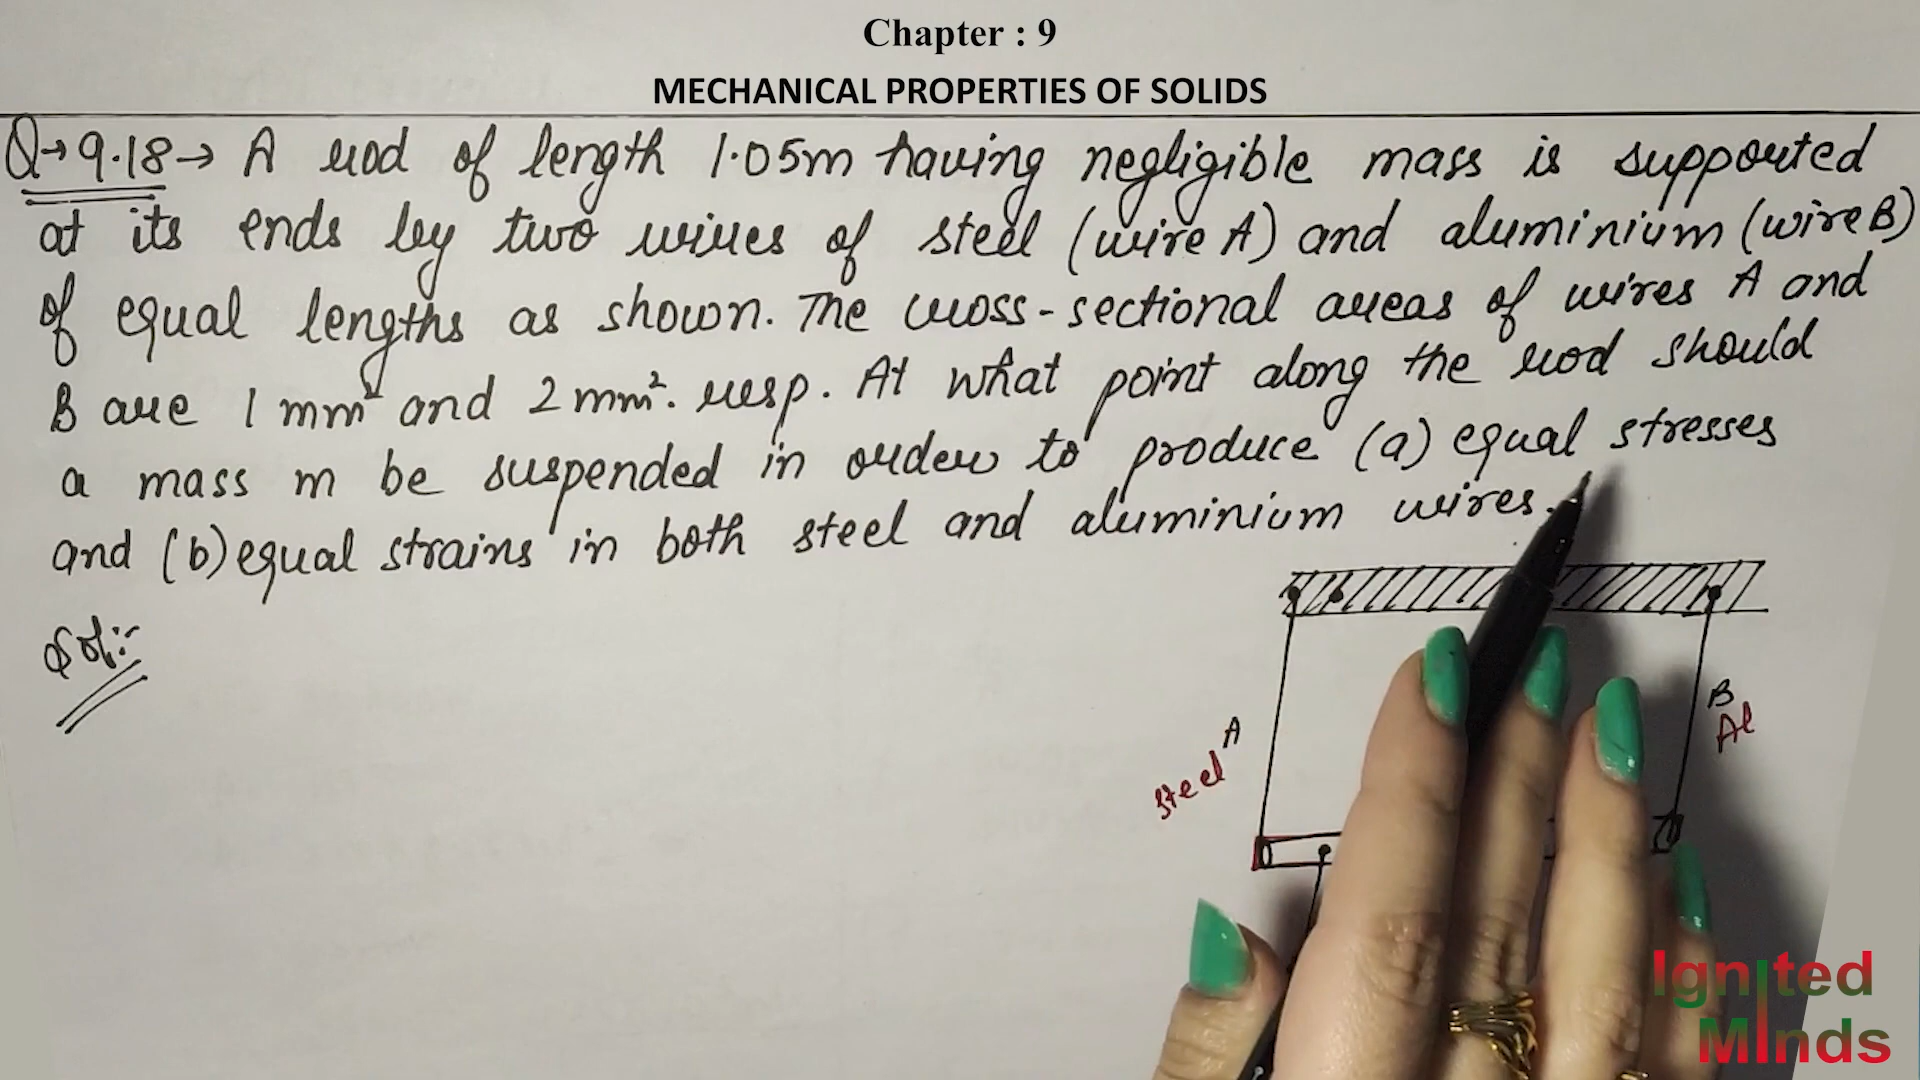 Chapter : 9
MECHANICAL PROPERTIES OF SOLIDS
Q→9.18→ A rod of length 1.05m having negligible mass is supported
at its ends by two wires of steel (wire A) and aluminium (wire B)
of equal lengths as shown. The cross-sectional areas of wires A and
B are 1 mm² and 2 mm². resp. At what point along the rod should
a mass m be suspended in order to produce (a) equal stresses
and (b) equal strains in both steel and aluminium wires.
Sol:-
A
Steel
B
Al
Ignited
Minds